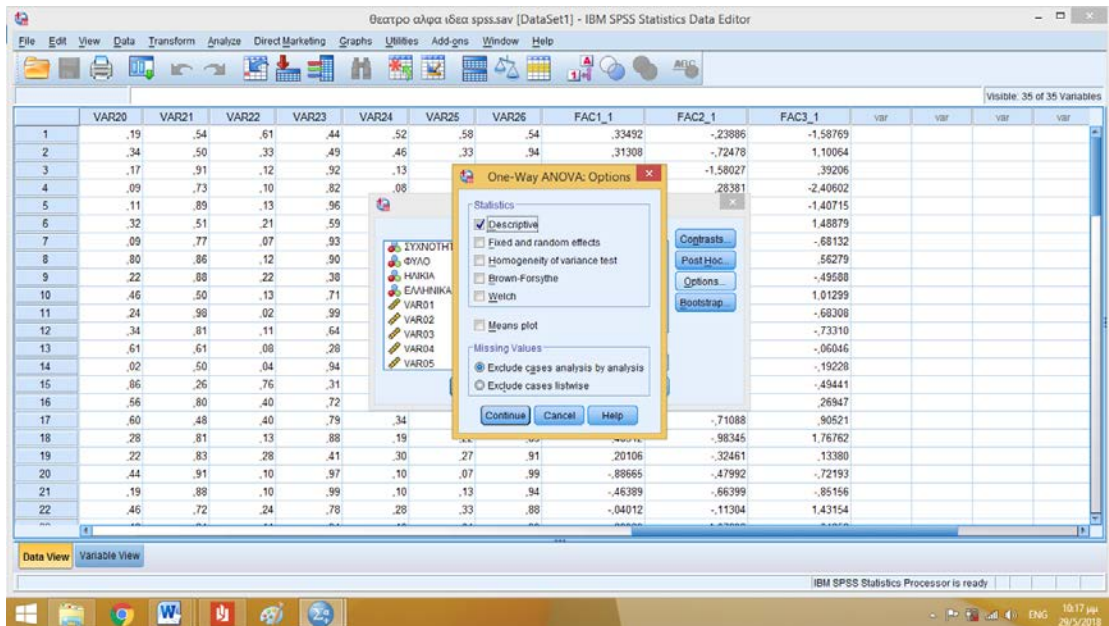 θεατρο αλφα ιδεα spss.sav [DataSet1] - IBM SPSS Statistics Data Editor
File Edit View Data Transform Analyze Direct Marketing Graphs Utilities Add-ons Window Help
Visible: 35 of 35 Variables
VAR20 VAR21 VAR22 VAR23 VAR24 VAR25 VAR26 FAC1_1 FAC2_1 FAC3_1 var var var var
1 ,19 ,54 ,61 ,44 ,52 ,58 ,54 ,33492 -,23886 -1,58769
2 ,34 ,50 ,33 ,49 ,46 ,33 ,94 ,31308 -,72478 1,10064
3 ,17 ,91 ,12 ,92 ,13 -1,58027 ,39206
4 ,09 ,73 ,10 ,82 ,08 ,28381 -2,40602
5 ,11 ,89 ,13 ,96 -1,40715
6 ,32 ,51 ,21 ,59 1,48879
7 ,09 ,77 ,07 ,93 -,68132
8 ,80 ,86 ,12 ,90 ,56279
9 ,22 ,88 ,22 ,38 -,49588
10 ,46 ,50 ,13 ,71 1,01299
11 ,24 ,98 ,02 ,99 -,68308
12 ,34 ,81 ,11 ,64 -,73310
13 ,61 ,61 ,08 ,28 -,06046
14 ,02 ,50 ,04 ,94 -,19228
15 ,86 ,26 ,76 ,31 -,49441
16 ,56 ,80 ,40 ,72 ,26947
17 ,60 ,48 ,40 ,79 ,34 -,71088 ,90521
18 ,28 ,81 ,13 ,88 ,19 -,98345 1,76762
19 ,22 ,83 ,28 ,41 ,30 ,27 ,91 ,20106 -,32461 ,13380
20 ,44 ,91 ,10 ,97 ,10 ,07 ,99 -,88665 -,47992 -,72193
21 ,19 ,88 ,10 ,99 ,10 ,13 ,94 -,46389 -,66399 -,85156
22 ,46 ,72 ,24 ,78 ,28 ,33 ,88 -,04012 -,11304 1,43154
ΣΥΧΝΟΤΗΤ
ΦΥΛΟ
ΗΛΙΚΙΑ
ΕΛΛΗΝΙΚΑ
VAR01
VAR02
VAR03
VAR04
VAR05
Contrasts...
Post Hoc...
Options...
Bootstrap...
One-Way ANOVA: Options
Statistics
Descriptive
Fixed and random effects
Homogeneity of variance test
Brown-Forsythe
Welch
Means plot
Missing Values
Exclude cases analysis by analysis
Exclude cases listwise
Continue Cancel Help
Data View Variable View
IBM SPSS Statistics Processor is ready
ENG 10:17 μμ
29/5/2018